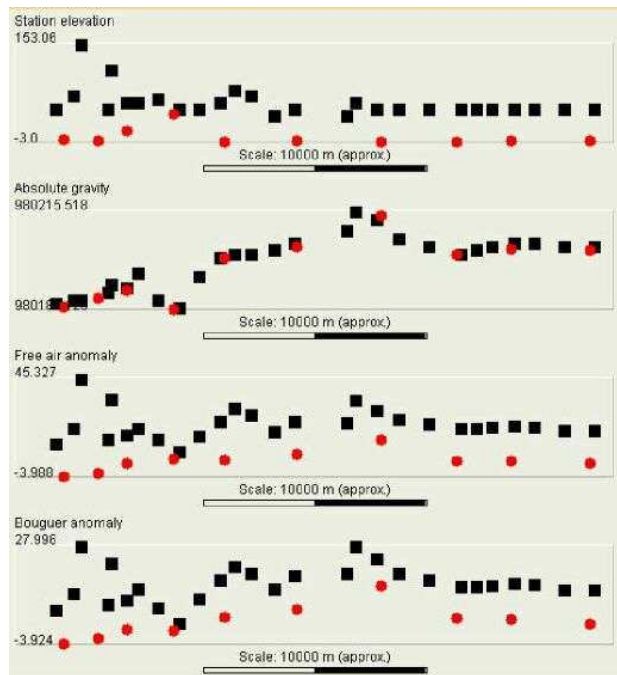 Station elevation
153.06
-3.0
Scale: 10000 m (approx.)
Absolute gravity
980215.518
Scale: 10000 m (approx.)
Free air anomaly
45.327
-3.988
Scale: 10000 m (approx.)
Bouguer anomaly
27.996
-3.924
Scale: 10000 m (approx.)